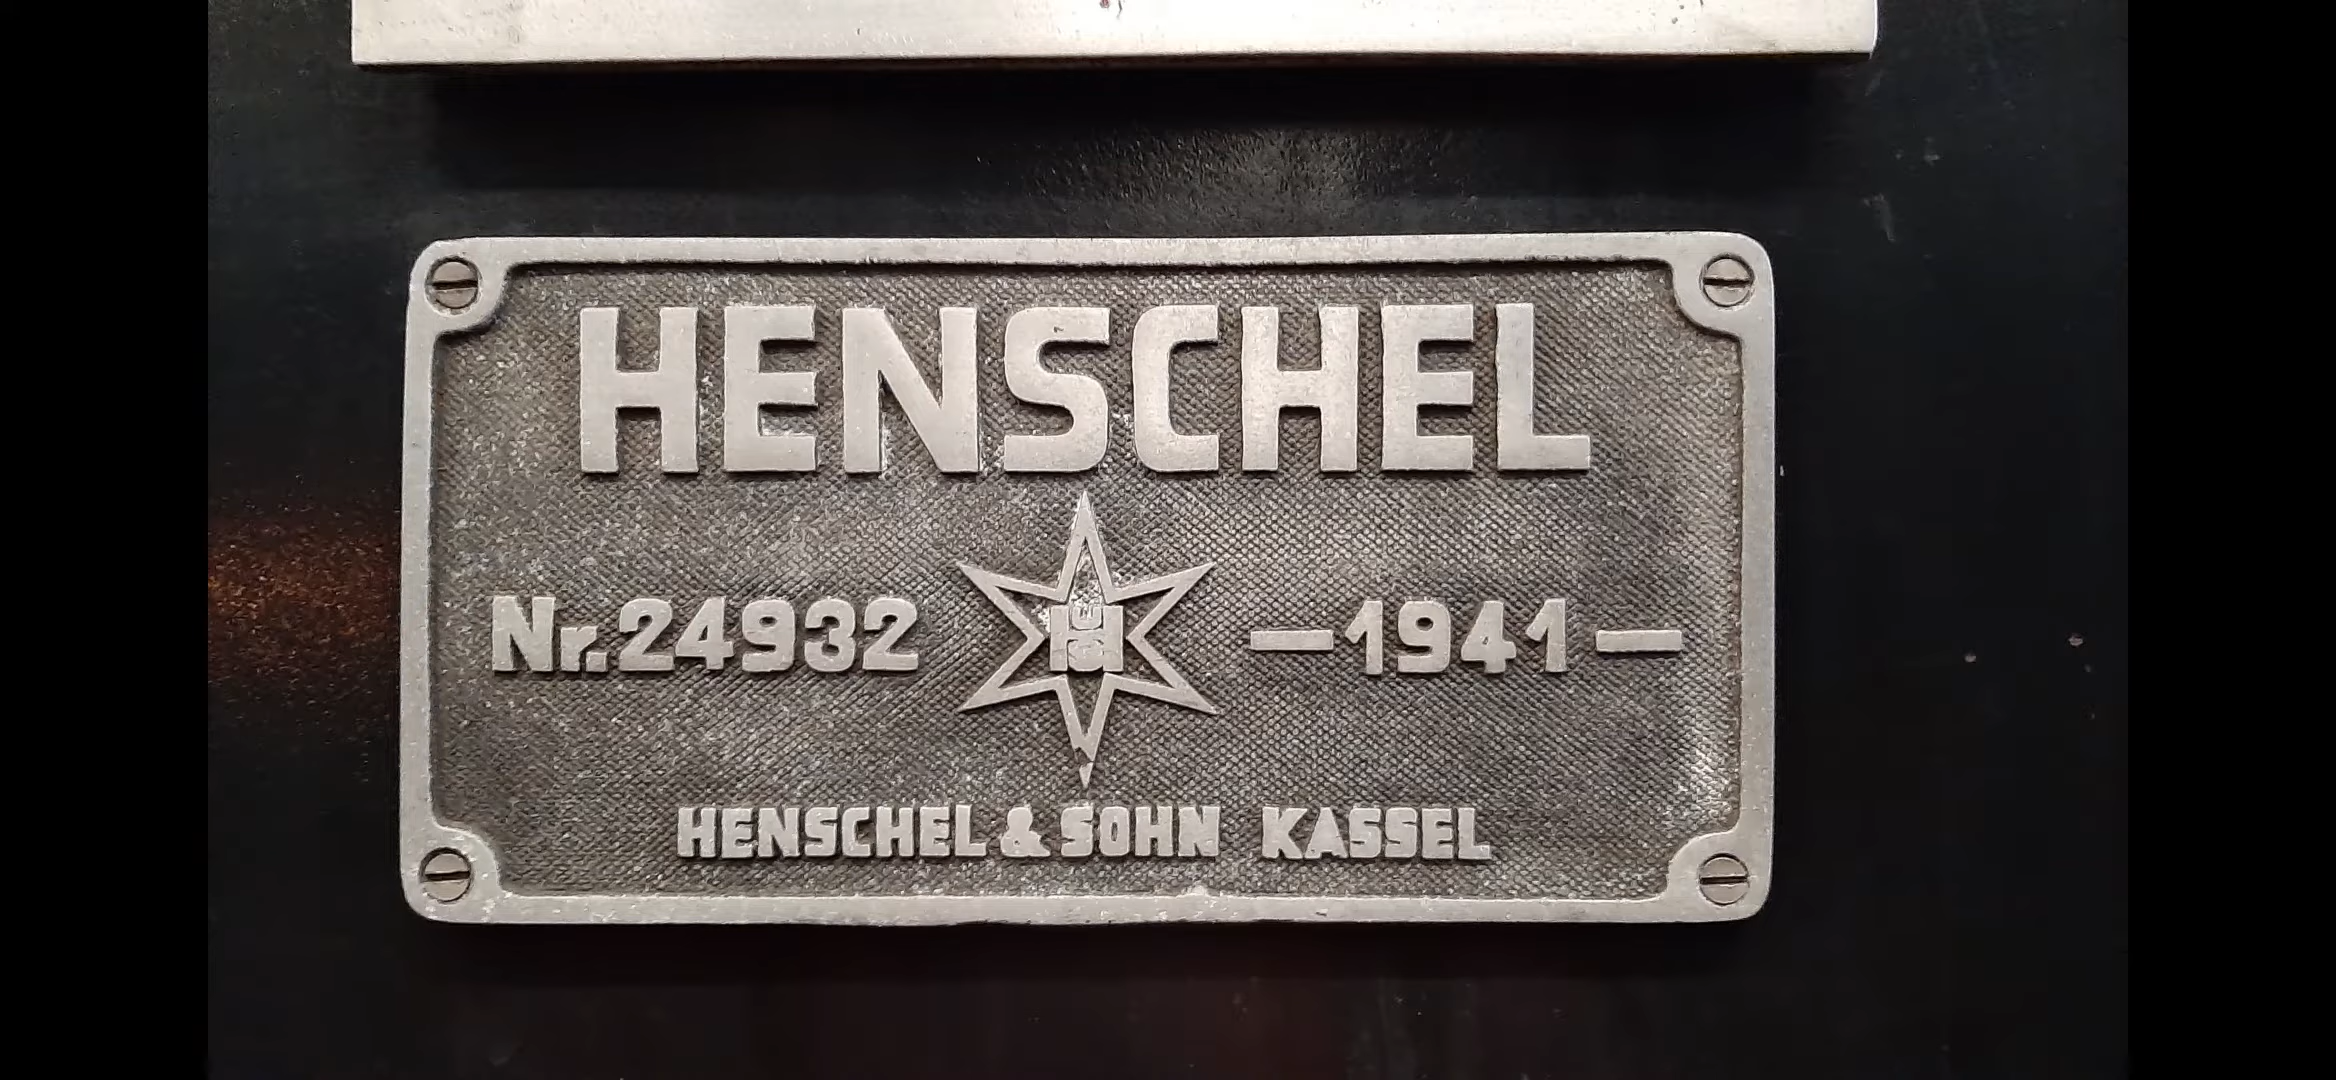 HENSCHEL
Nr.24932 —1941—
HENSCHEL & SOHN KASSEL